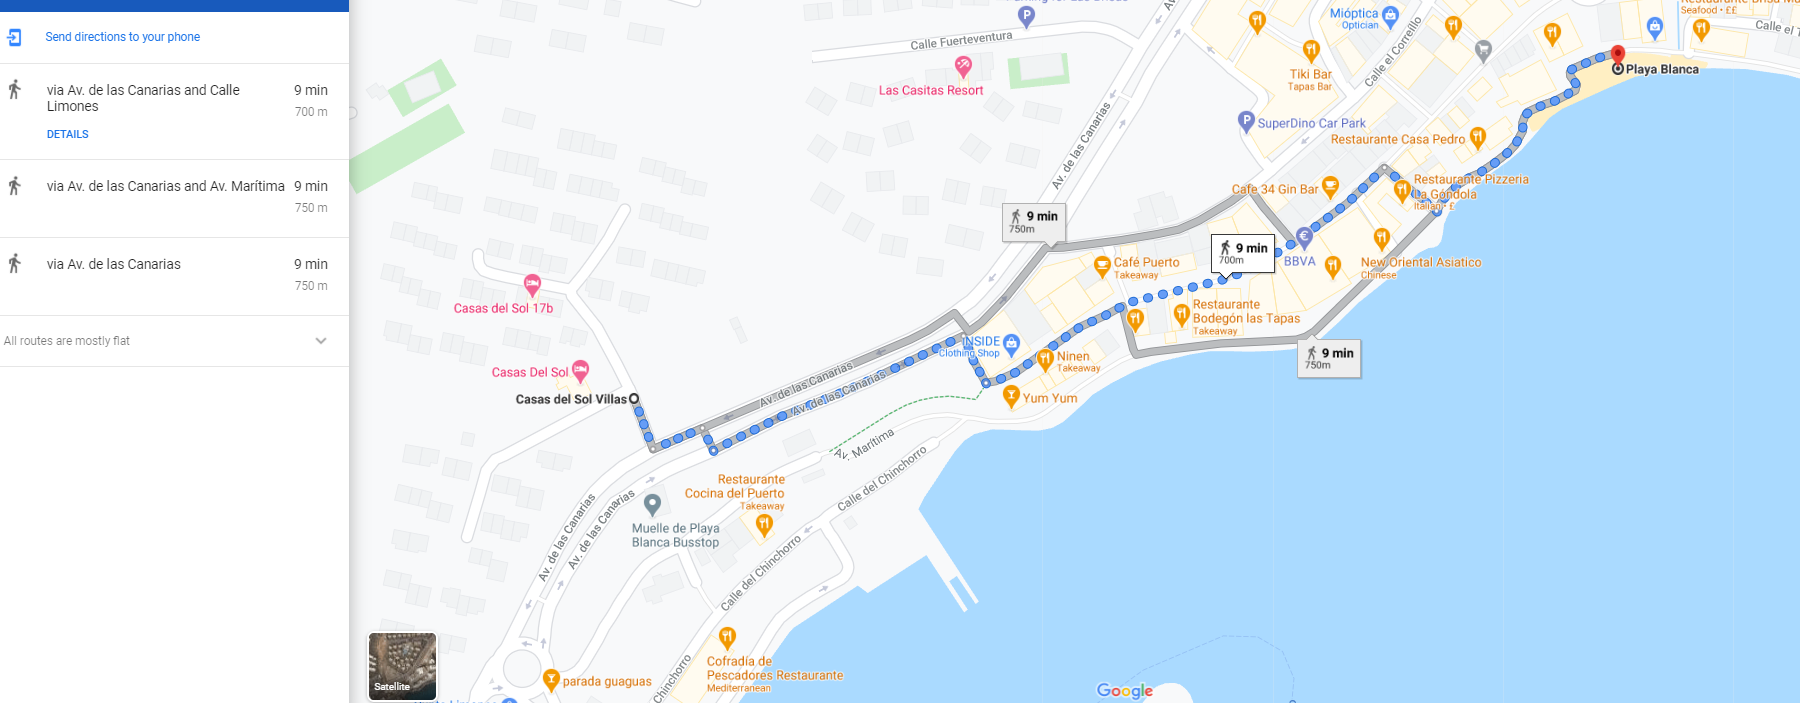 Send directions to your phone
via Av. de las Canarias and Calle
Limones
9 min
700 m
DETAILS
via Av. de las Canarias and Av. Marítima
9 min
750 m
via Av. de las Canarias
9 min
750 m
All routes are mostly flat
Satellite
Calle Fuerteventura
Las Casitas Resort
Mióptica
Optician
Tiki Bar
Tapas Bar
Calle el Correillo
Seafood • ££
Calle el
Playa Blanca
SuperDino Car Park
Restaurante Casa Pedro
Av. de las Canarias
Cafe 34 Gin Bar
Restaurante Pizzeria
La Góndola
Italian • £
9 min
750m
9 min
700m
BBVA
New Oriental Asiatico
Chinese
Café Puerto
Takeaway
Restaurante
Bodegón las Tapas
Takeaway
Casas del Sol 17b
INSIDE
Clothing Shop
Ninen
Takeaway
9 min
750m
Casas Del Sol
Casas del Sol Villas
Av. de las Canarias
Av. de las Canarias
Yum Yum
Av. Marítima
Calle del Chinchorro
Restaurante
Cocina del Puerto
Takeaway
Muelle de Playa
Blanca Busstop
Av. de las Canarias
Av. de las Canarias
Calle del Chinchorro
Cofradía de
Pescadores Restaurante
Mediterranean
parada guaguas
Chinchorro
Google